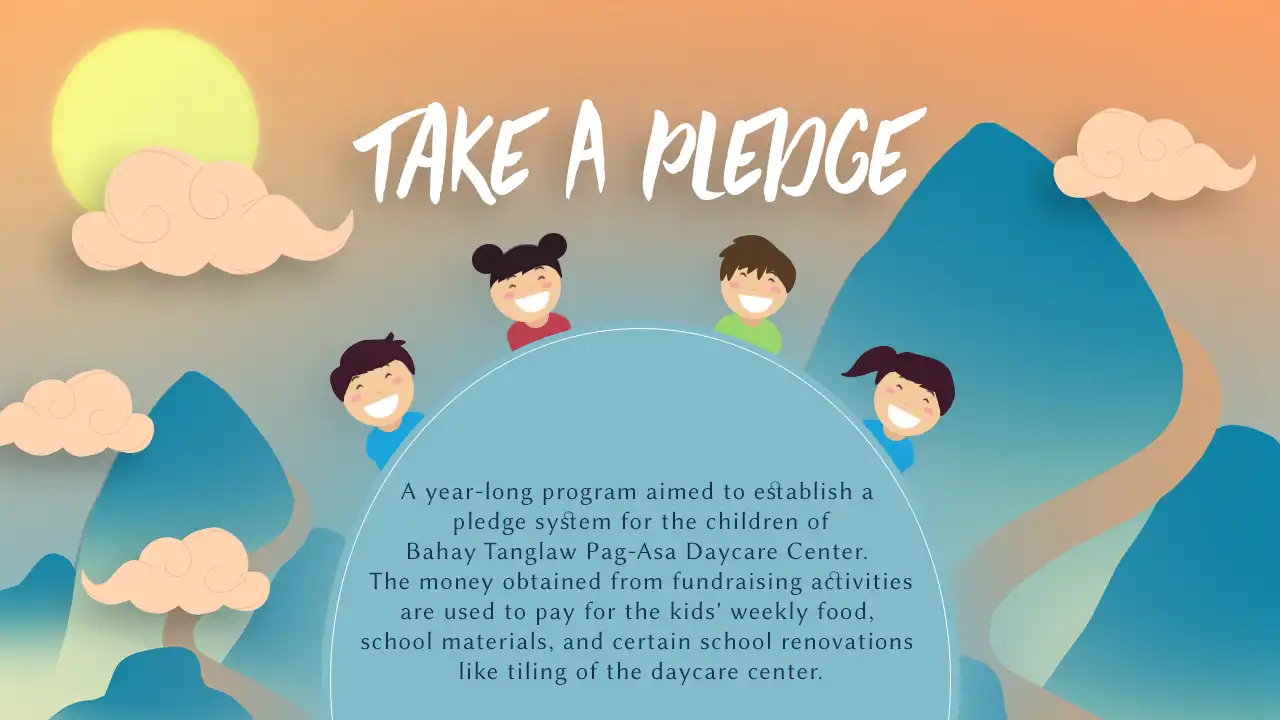 TAKE A PLEDGE
A year-long program aimed to establish a
pledge system for the children of
Bahay Tanglaw Pag-Asa Daycare Center.
The money obtained from fundraising activities
are used to pay for the kids' weekly food,
school materials, and certain school renovations
like tiling of the daycare center.